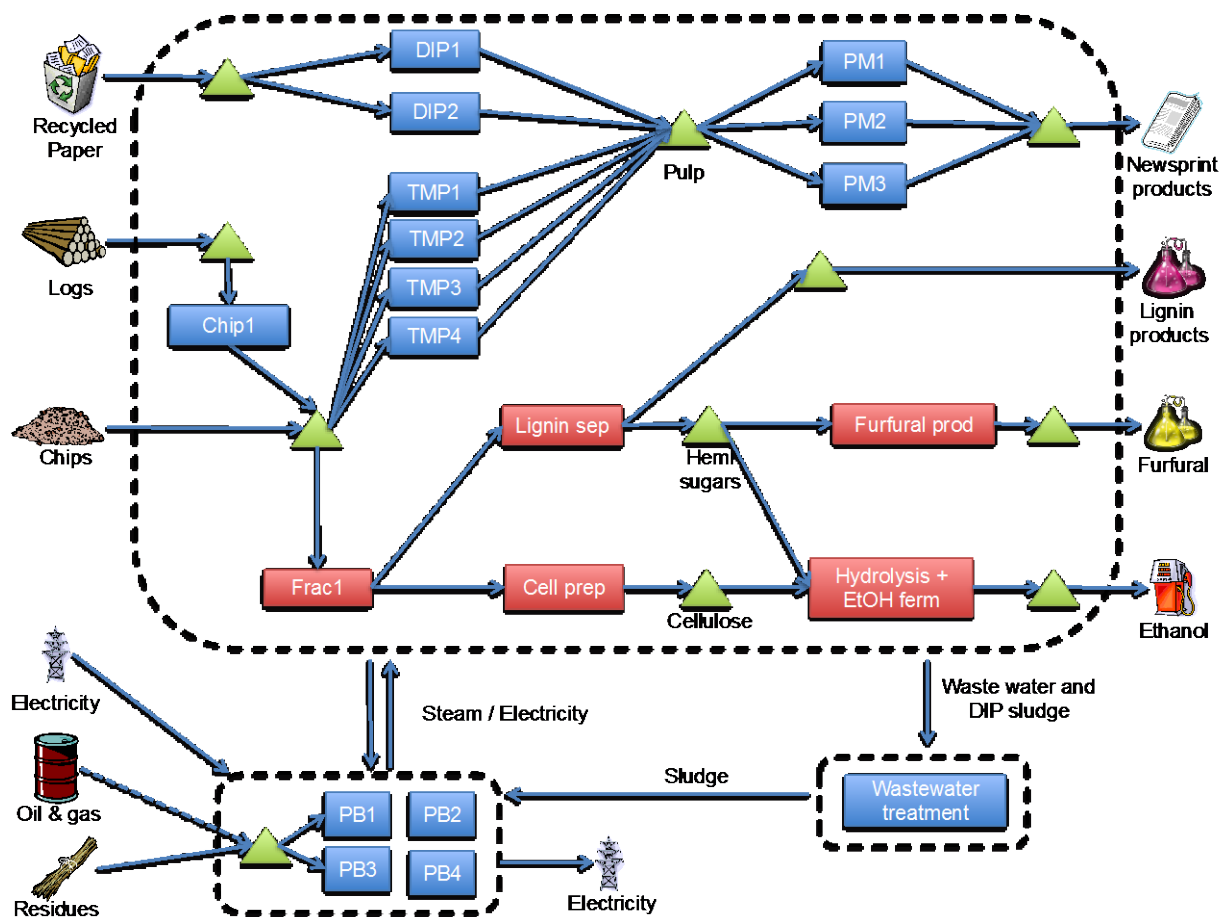 DIP1
PM1
DIP2
PM2
Recycled
Paper
Pulp
Newsprint
products
PM3
TMP1
TMP2
TMP3
TMP4
Logs
Chip1
Lignin
products
Lignin sep
Furfural prod
Chips
Hemi
sugars
Furfural
Frac1
Cell prep
Hydrolysis +
EtOH ferm
Cellulose
Ethanol
Electricity
Steam / Electricity
Waste water and
DIP sludge
Oil & gas
Sludge
Wastewater
treatment
PB1
PB2
PB3
PB4
Residues
Electricity